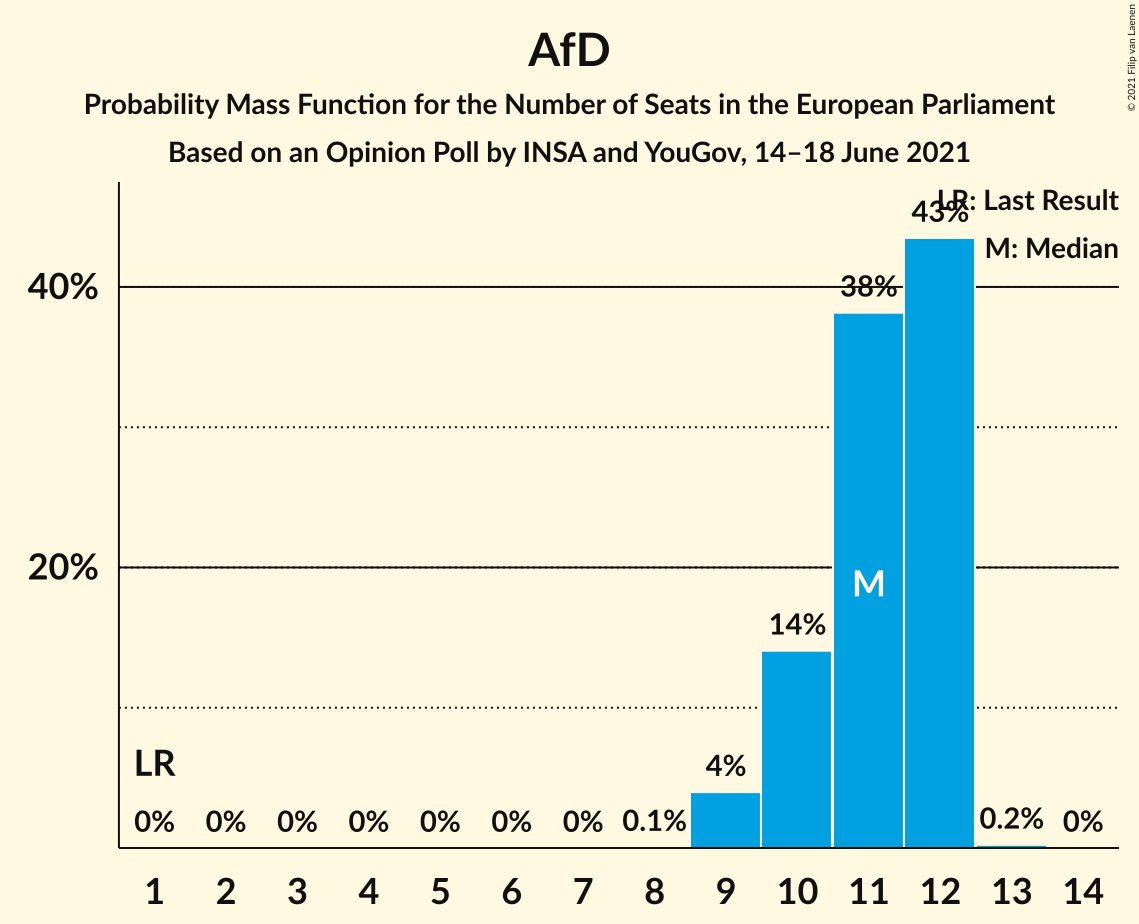 AfD
Probability Mass Function for the Number of Seats in the European Parliament
Based on an Opinion Poll by INSA and YouGov, 14–18 June 2021
© 2021 Filip van Laenen
LR: Last Result
M: Median
43%
40%
38%
20%
M
14%
LR
4%
0% 0% 0% 0% 0% 0% 0% 0.1% 0.2% 0%
1 2 3 4 5 6 7 8 9 10 11 12 13 14